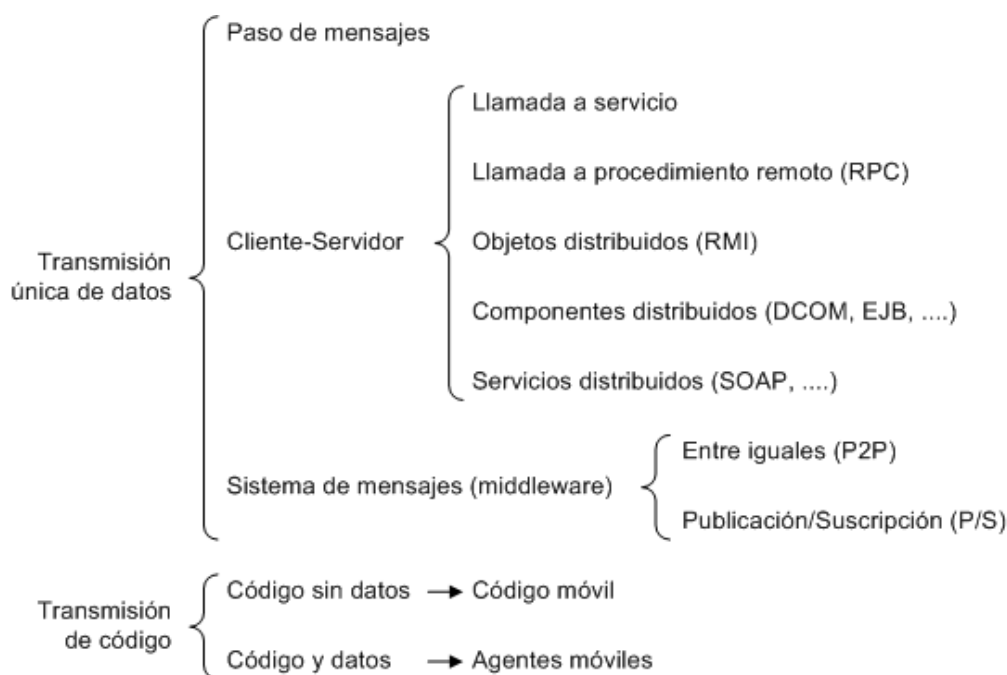 Transmisión
única de datos
Paso de mensajes
Cliente-Servidor
Llamada a servicio
Llamada a procedimiento remoto (RPC)
Objetos distribuidos (RMI)
Componentes distribuidos (DCOM, EJB, ....)
Servicios distribuidos (SOAP, ....)
Sistema de mensajes (middleware)
Entre iguales (P2P)
Publicación/Suscripción (P/S)
Transmisión
de código
Código sin datos → Código móvil
Código y datos → Agentes móviles